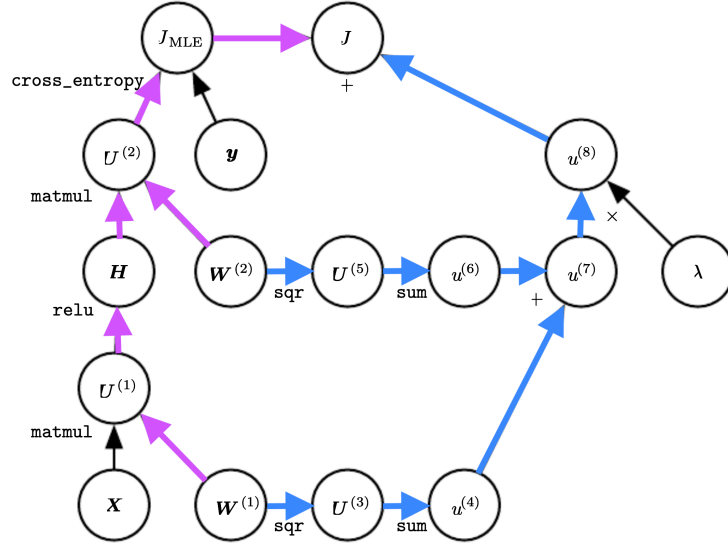 J_MLE J
+
cross_entropy
U^(2) y u^(8)
matmul ×
H W^(2) U^(5) u^(6) u^(7) λ
sqr sum +
relu
U^(1)
matmul
X W^(1) U^(3) u^(4)
sqr sum